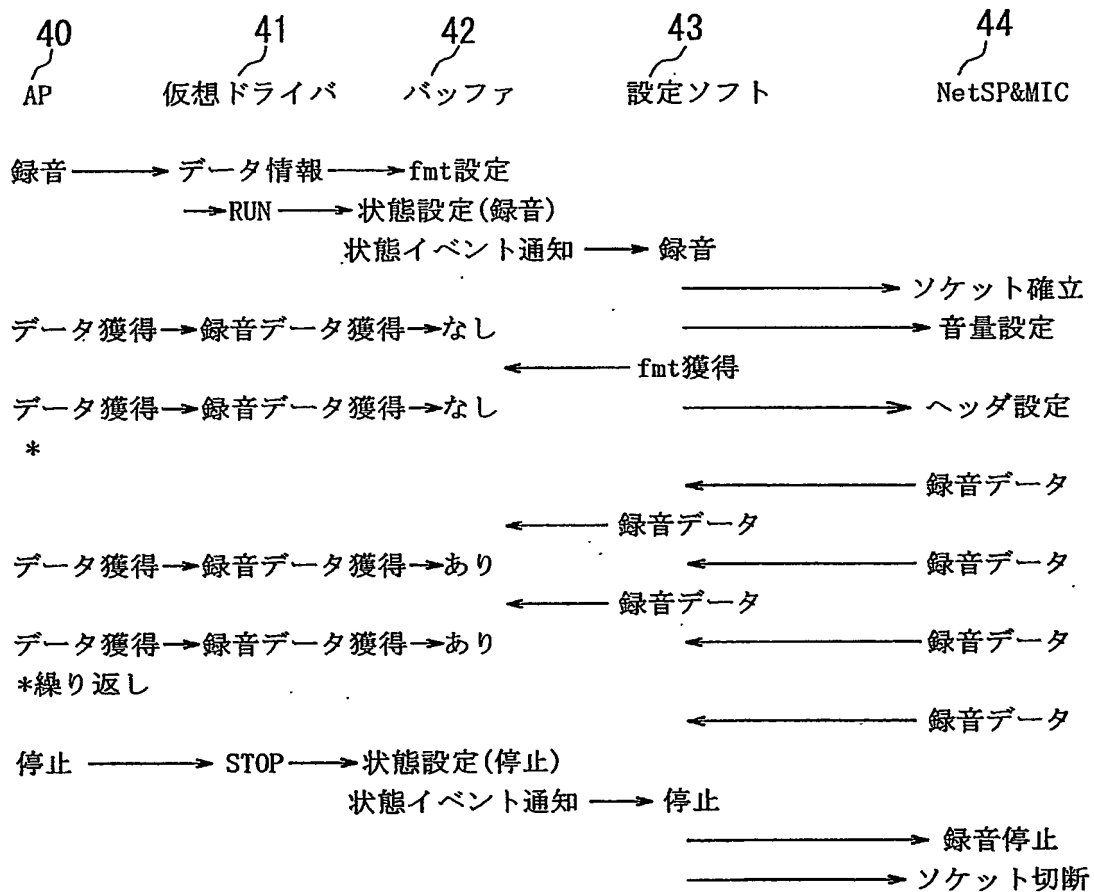 40 41 42 43 44
AP 仮想ドライバ バッファ 設定ソフト NetSP&MIC
録音 → データ情報 → fmt設定
→ RUN → 状態設定(録音)
状態イベント通知 → 録音
→ ソケット確立
データ獲得 → 録音データ獲得 → なし → 音量設定
← fmt獲得
データ獲得 → 録音データ獲得 → なし → ヘッダ設定
*
← 録音データ
← 録音データ
データ獲得 → 録音データ獲得 → あり ← 録音データ
← 録音データ
データ獲得 → 録音データ獲得 → あり ← 録音データ
*繰り返し
← 録音データ
停止 → STOP → 状態設定(停止)
状態イベント通知 → 停止
→ 録音停止
→ ソケット切断